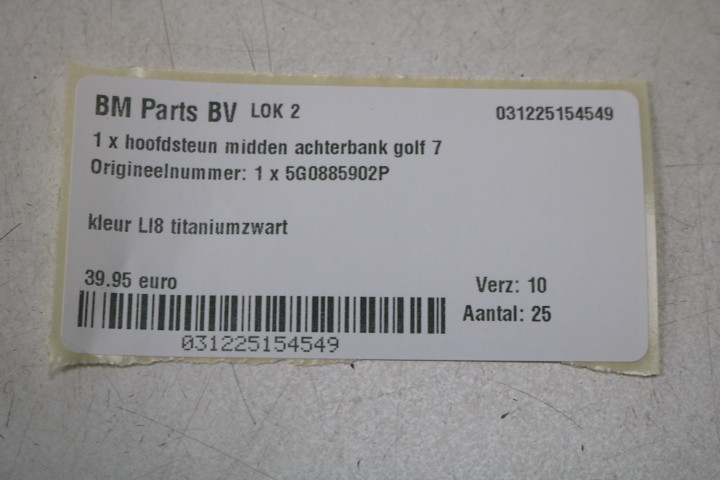 BM Parts BV LOK 2 031225154549
1 x hoofdsteun midden achterbank golf 7
Origineelnummer: 1 x 5G0885902P
kleur LI8 titaniumzwart
39.95 euro Verz: 10
Aantal: 25
031225154549